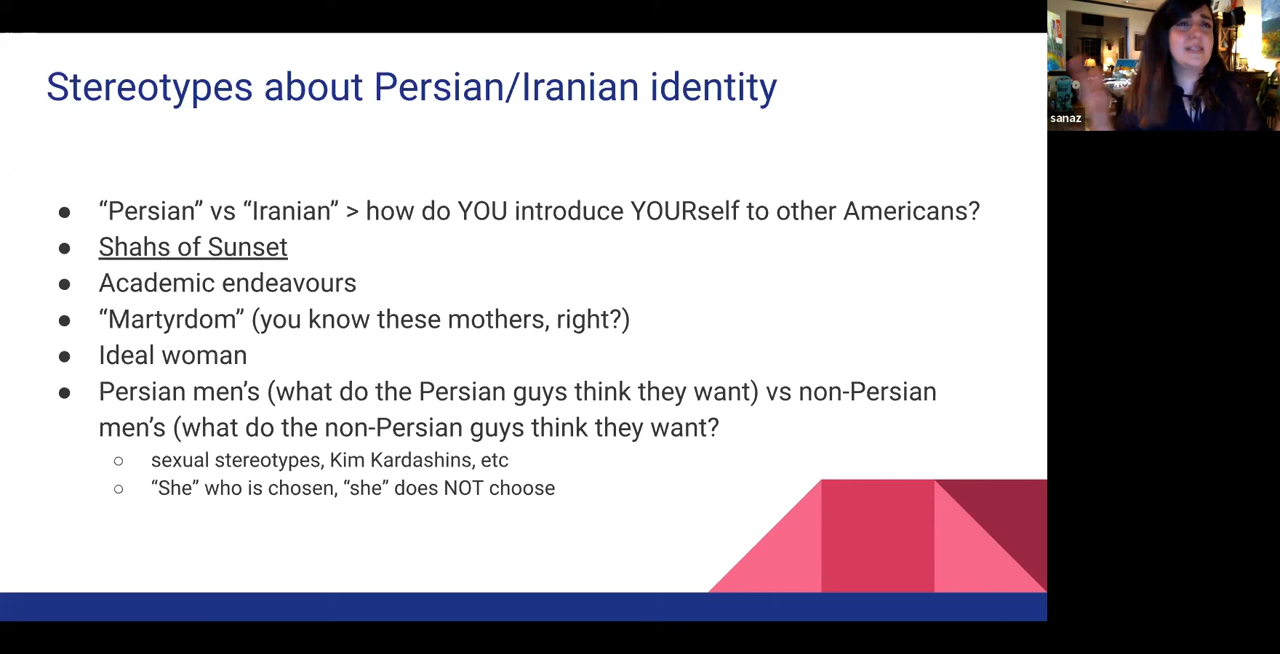 Stereotypes about Persian/Iranian identity
● “Persian” vs “Iranian” > how do YOU introduce YOURself to other Americans?
● Shahs of Sunset
● Academic endeavours
● “Martyrdom” (you know these mothers, right?)
● Ideal woman
● Persian men’s (what do the Persian guys think they want) vs non-Persian
men’s (what do the non-Persian guys think they want?
○ sexual stereotypes, Kim Kardashins, etc
○ “She” who is chosen, “she” does NOT choose
sanaz